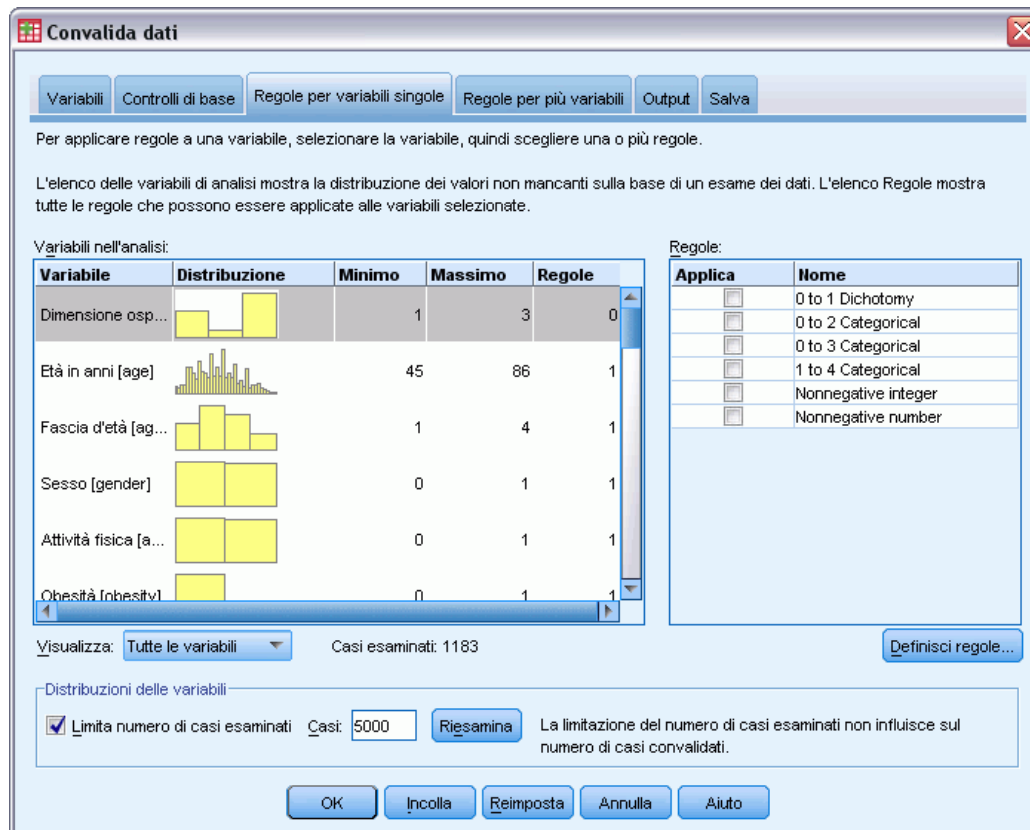 Convalida dati
Variabili Controlli di base Regole per variabili singole Regole per più variabili Output Salva
Per applicare regole a una variabile, selezionare la variabile, quindi scegliere una o più regole.
L'elenco delle variabili di analisi mostra la distribuzione dei valori non mancanti sulla base di un esame dei dati. L'elenco Regole mostra
tutte le regole che possono essere applicate alle variabili selezionate.
Variabili nell'analisi:
Variabile Distribuzione Minimo Massimo Regole
Dimensione osp... 1 3 0
Età in anni [age] 45 86 1
Fascia d'età [ag... 1 4 1
Sesso [gender] 0 1 1
Attività fisica [a... 0 1 1
Obesità [obesity] 0 1 1
Regole:
Applica Nome
0 to 1 Dichotomy
0 to 2 Categorical
0 to 3 Categorical
1 to 4 Categorical
Nonnegative integer
Nonnegative number
Visualizza: Tutte le variabili Casi esaminati: 1183 Definisci regole...
Distribuzioni delle variabili
Limita numero di casi esaminati Casi: 5000 Riesamina La limitazione del numero di casi esaminati non influisce sul
numero di casi convalidati.
OK Incolla Reimposta Annulla Aiuto